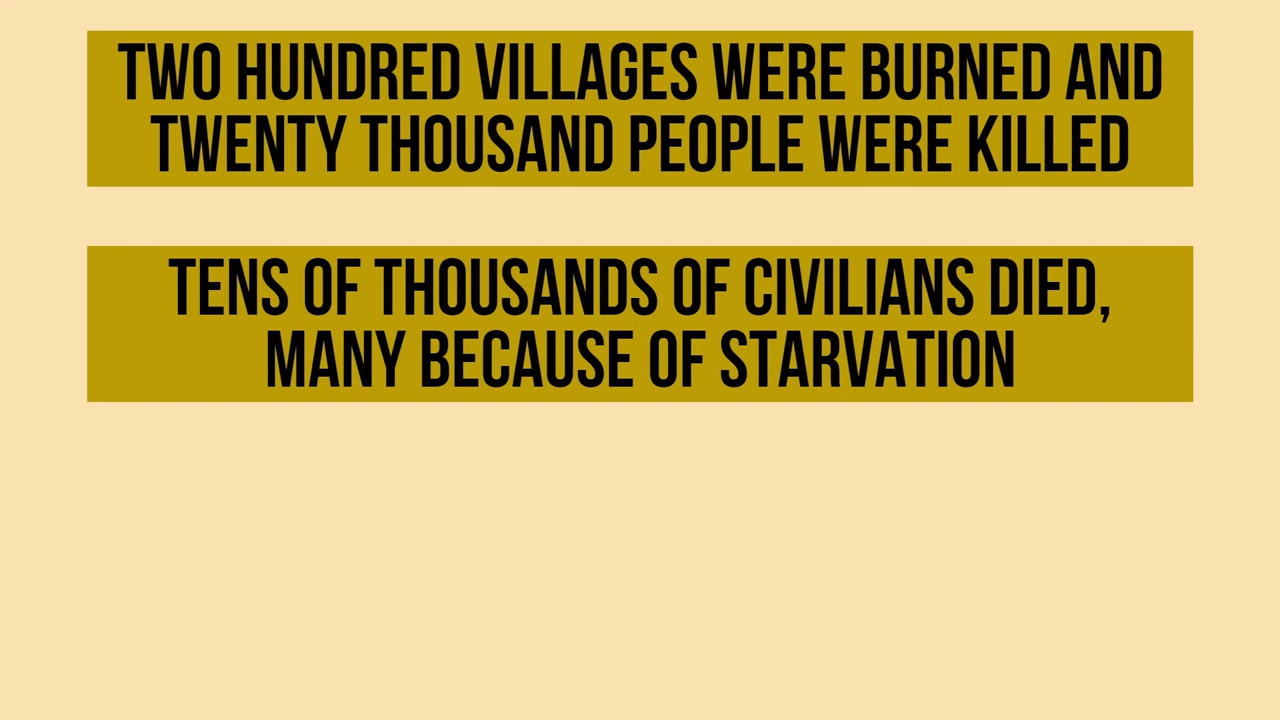 TWO HUNDRED VILLAGES WERE BURNED AND
TWENTY THOUSAND PEOPLE WERE KILLED
TENS OF THOUSANDS OF CIVILIANS DIED,
MANY BECAUSE OF STARVATION